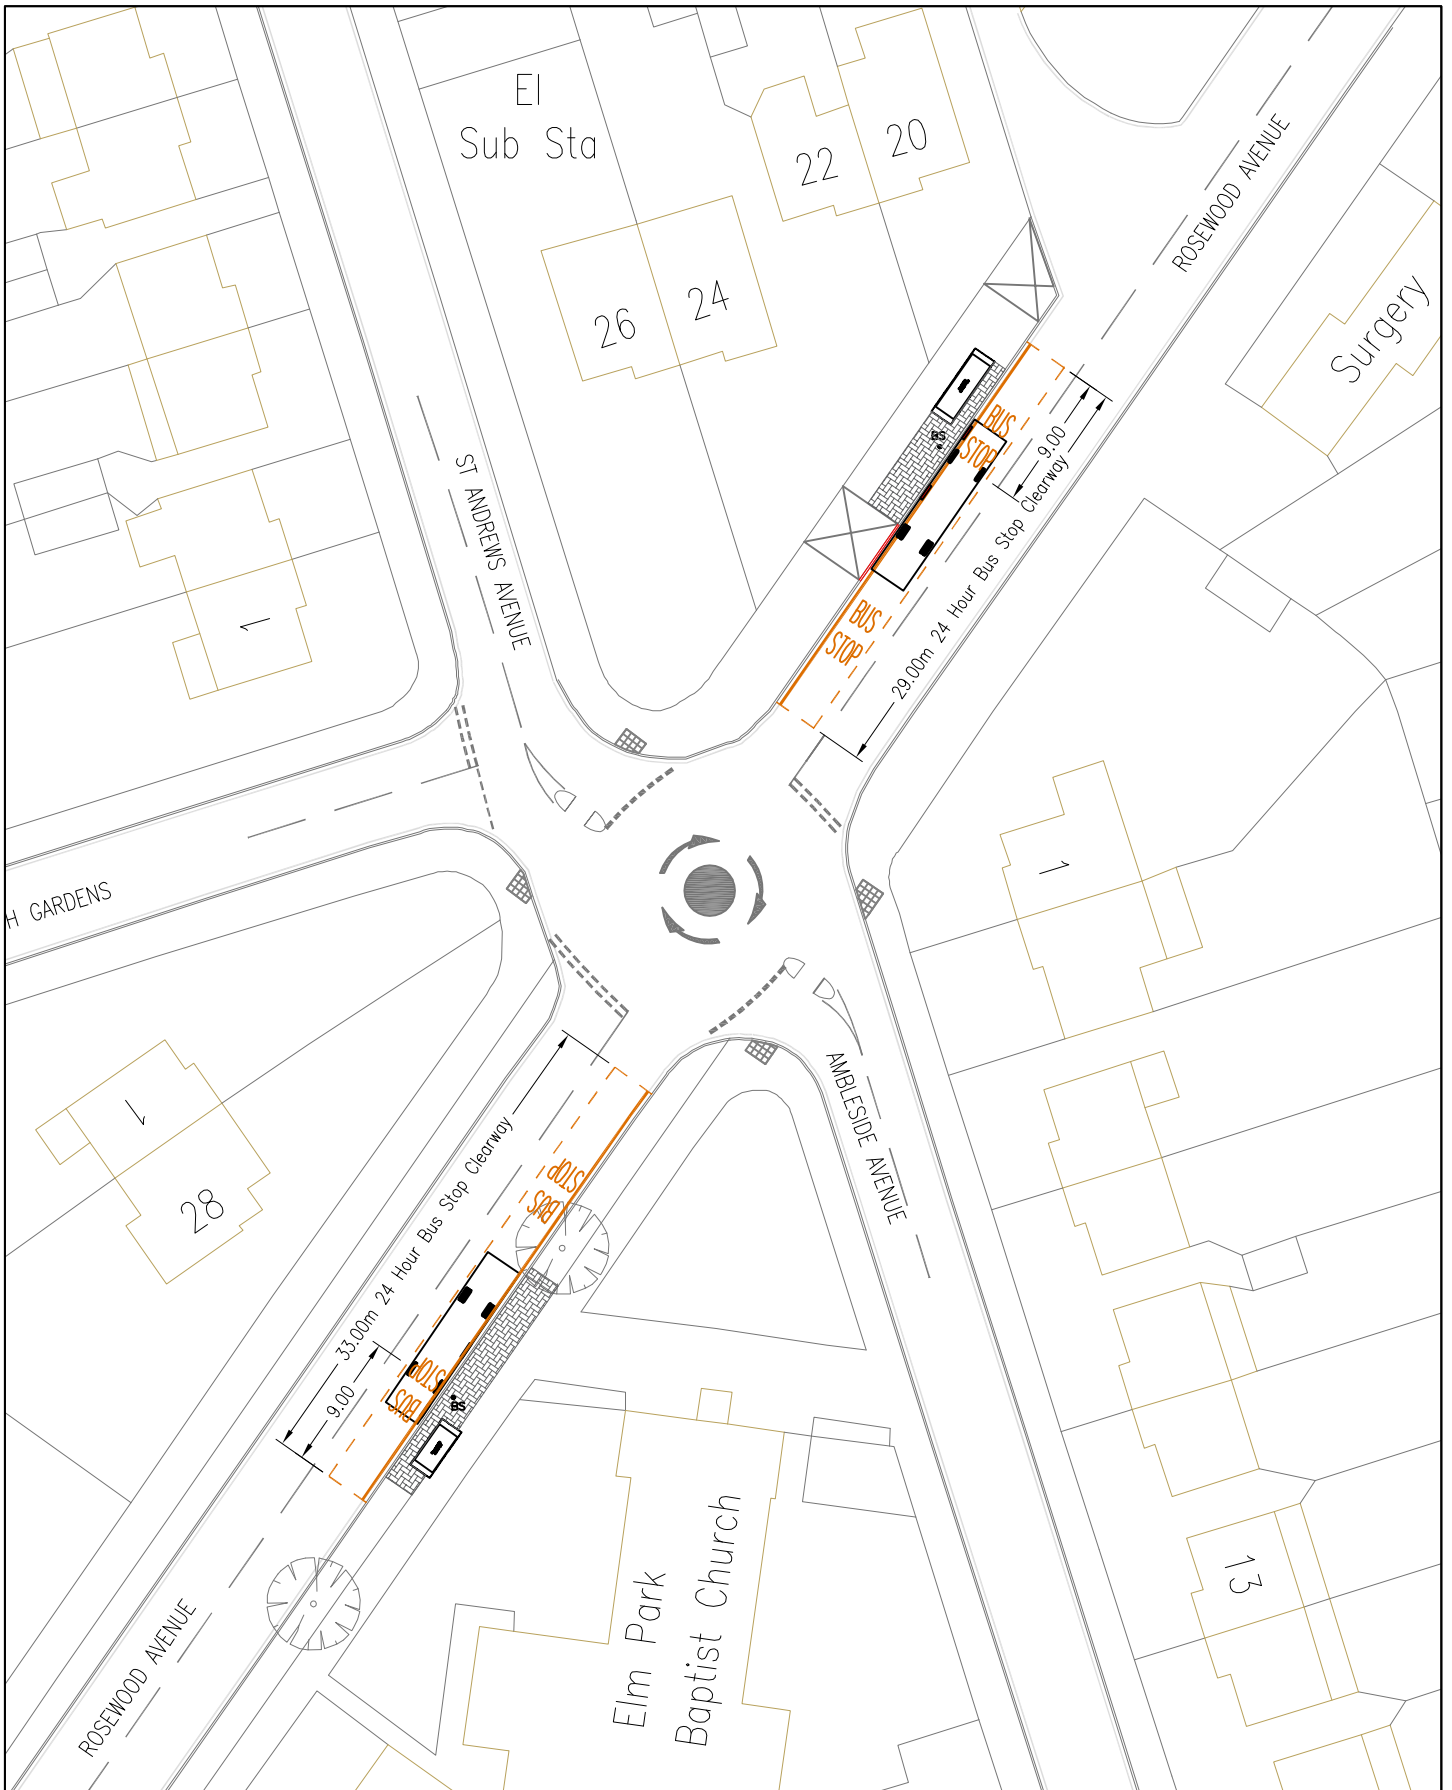 El
Sub Sta
22
20
ROSEWOOD AVENUE
26
24
Surgery
ST ANDREWS AVENUE
BS
BUS
STOP
9.00
29.00m 24 Hour Bus Stop Clearway
BUS
STOP
1
H GARDENS
1
AMBLESIDE AVENUE
1
28
33.00m 24 Hour Bus Stop Clearway
9.00
BUS
STOP
BUS
STOP
BS
13
Elm Park
Baptist Church
ROSEWOOD AVENUE